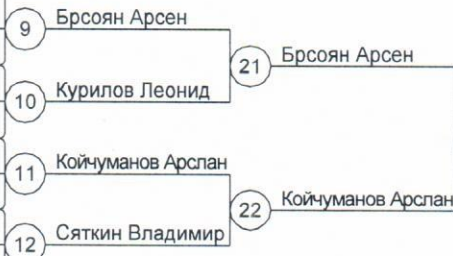 9 Брсоян Арсен
21 Брсоян Арсен
10 Курилов Леонид
11 Койчуманов Арслан
22 Койчуманов Арслан
12 Сяткин Владимир